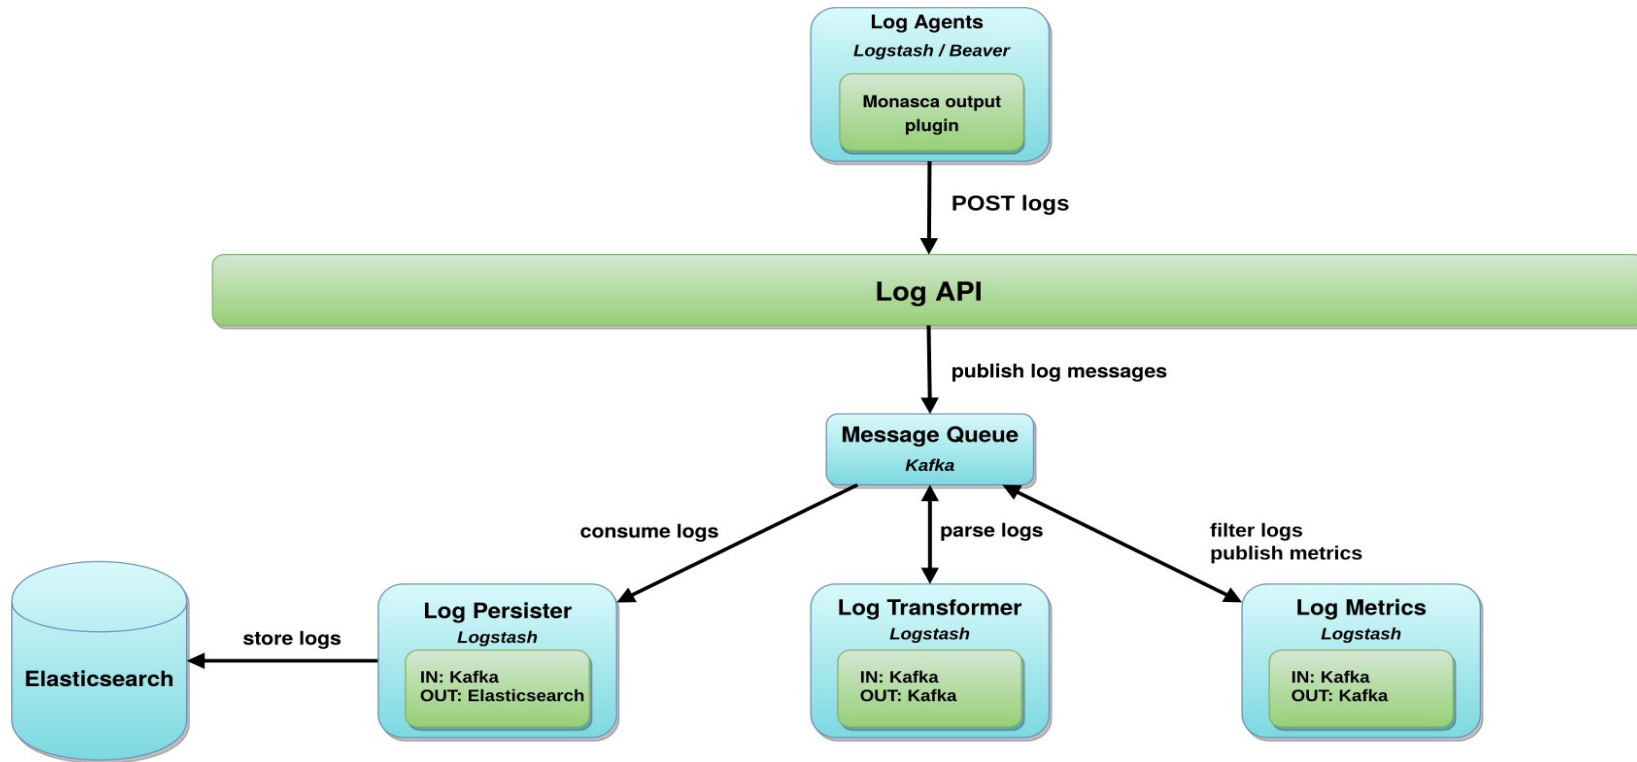 Log Agents
Logstash / Beaver
Monasca output
plugin
POST logs
Log API
publish log messages
Message Queue
Kafka
consume logs
parse logs
filter logs
publish metrics
Elasticsearch
store logs
Log Persister
Logstash
IN: Kafka
OUT: Elasticsearch
Log Transformer
Logstash
IN: Kafka
OUT: Kafka
Log Metrics
Logstash
IN: Kafka
OUT: Kafka